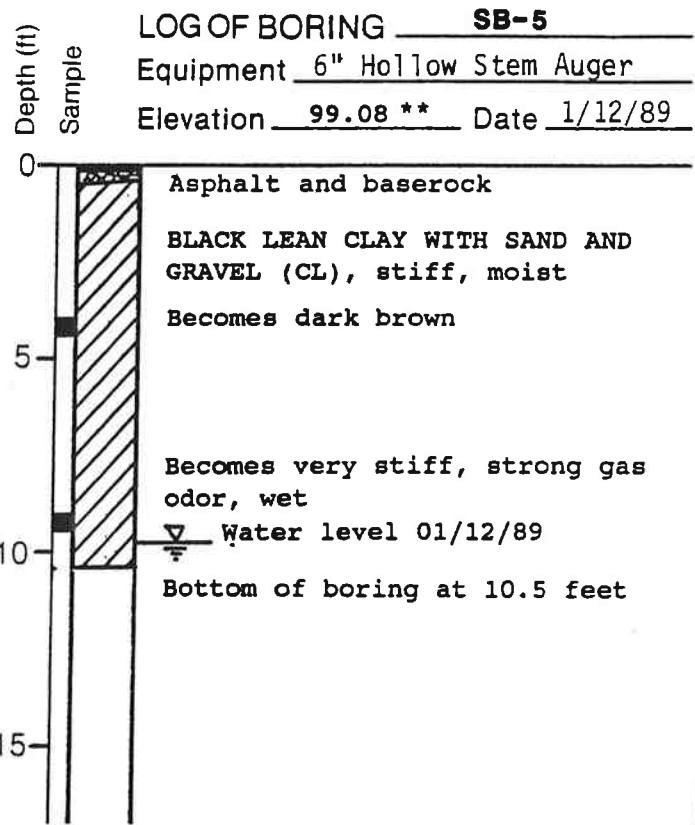 LOG OF BORING SB-5
Equipment 6" Hollow Stem Auger
Elevation 99.08 ** Date 1/12/89
Depth (ft)
Sample
0
Asphalt and baserock
BLACK LEAN CLAY WITH SAND AND
GRAVEL (CL), stiff, moist
Becomes dark brown
5
Becomes very stiff, strong gas
odor, wet
Water level 01/12/89
10
Bottom of boring at 10.5 feet
15